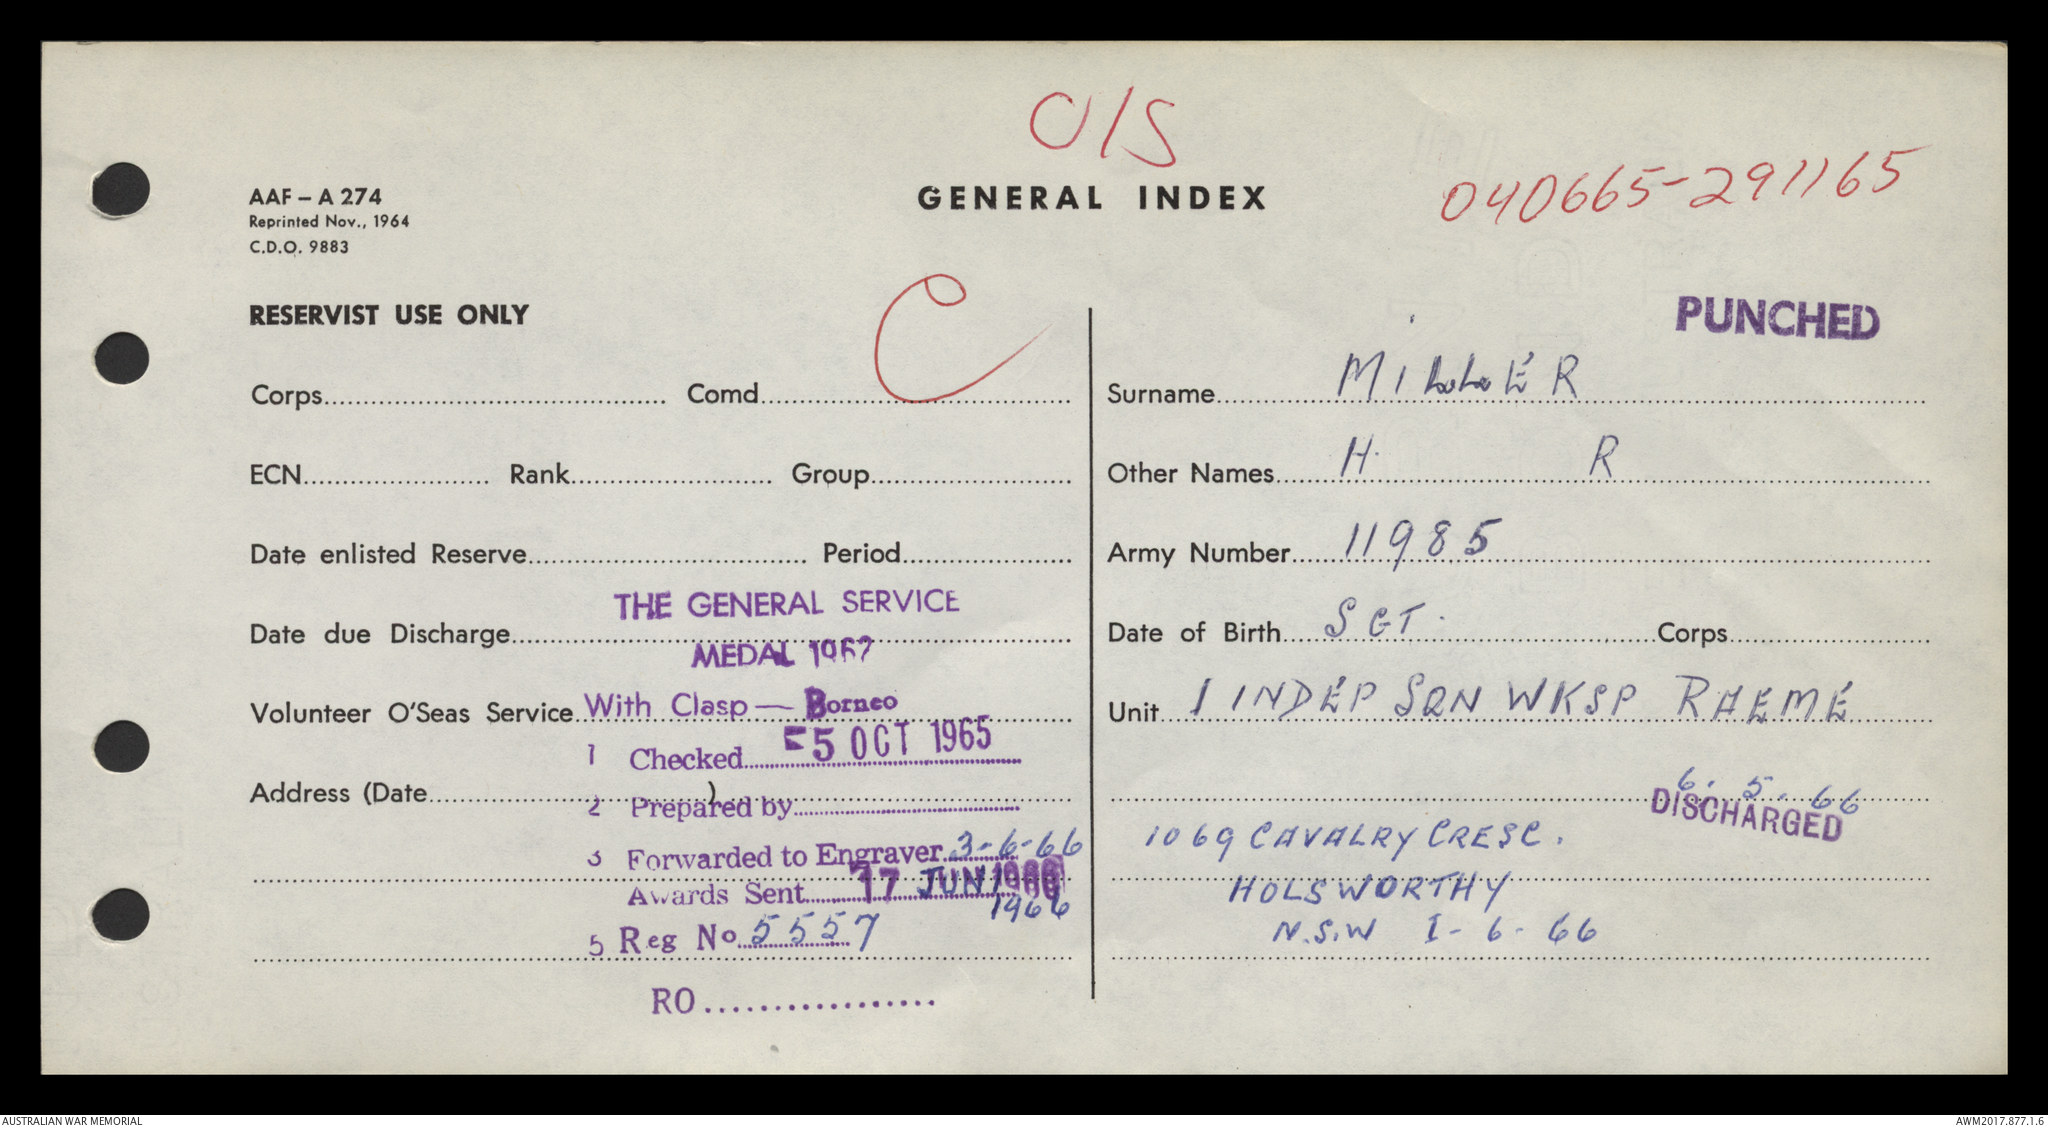 O/S
AAF – A 274
GENERAL INDEX
040665-291165
Reprinted Nov., 1964
C.D.O. 9883
RESERVIST USE ONLY
C
PUNCHED
Corps
Comd
Surname MILLER
ECN
Rank
Group
Other Names H. R
Date enlisted Reserve
Period
Army Number 11985
THE GENERAL SERVICE
Date due Discharge
Date of Birth SGT.
Corps
MEDAL 1962
Volunteer O'Seas Service With Clasp — Borneo
Unit 1 INDEP SQN WKSP RAEME
1 Checked 5 OCT 1965
Address (Date )
2 Prepared by
6. 5. 66
DISCHARGED
3 Forwarded to Engraver 3-6-66
1069 CAVALRY CRESC.
Awards Sent 17 JUN 1966
1966
HOLSWORTHY
5 Reg No 5557
N.S.W 1-6-66
RO
AUSTRALIAN WAR MEMORIAL
AWM2017.877.1.6